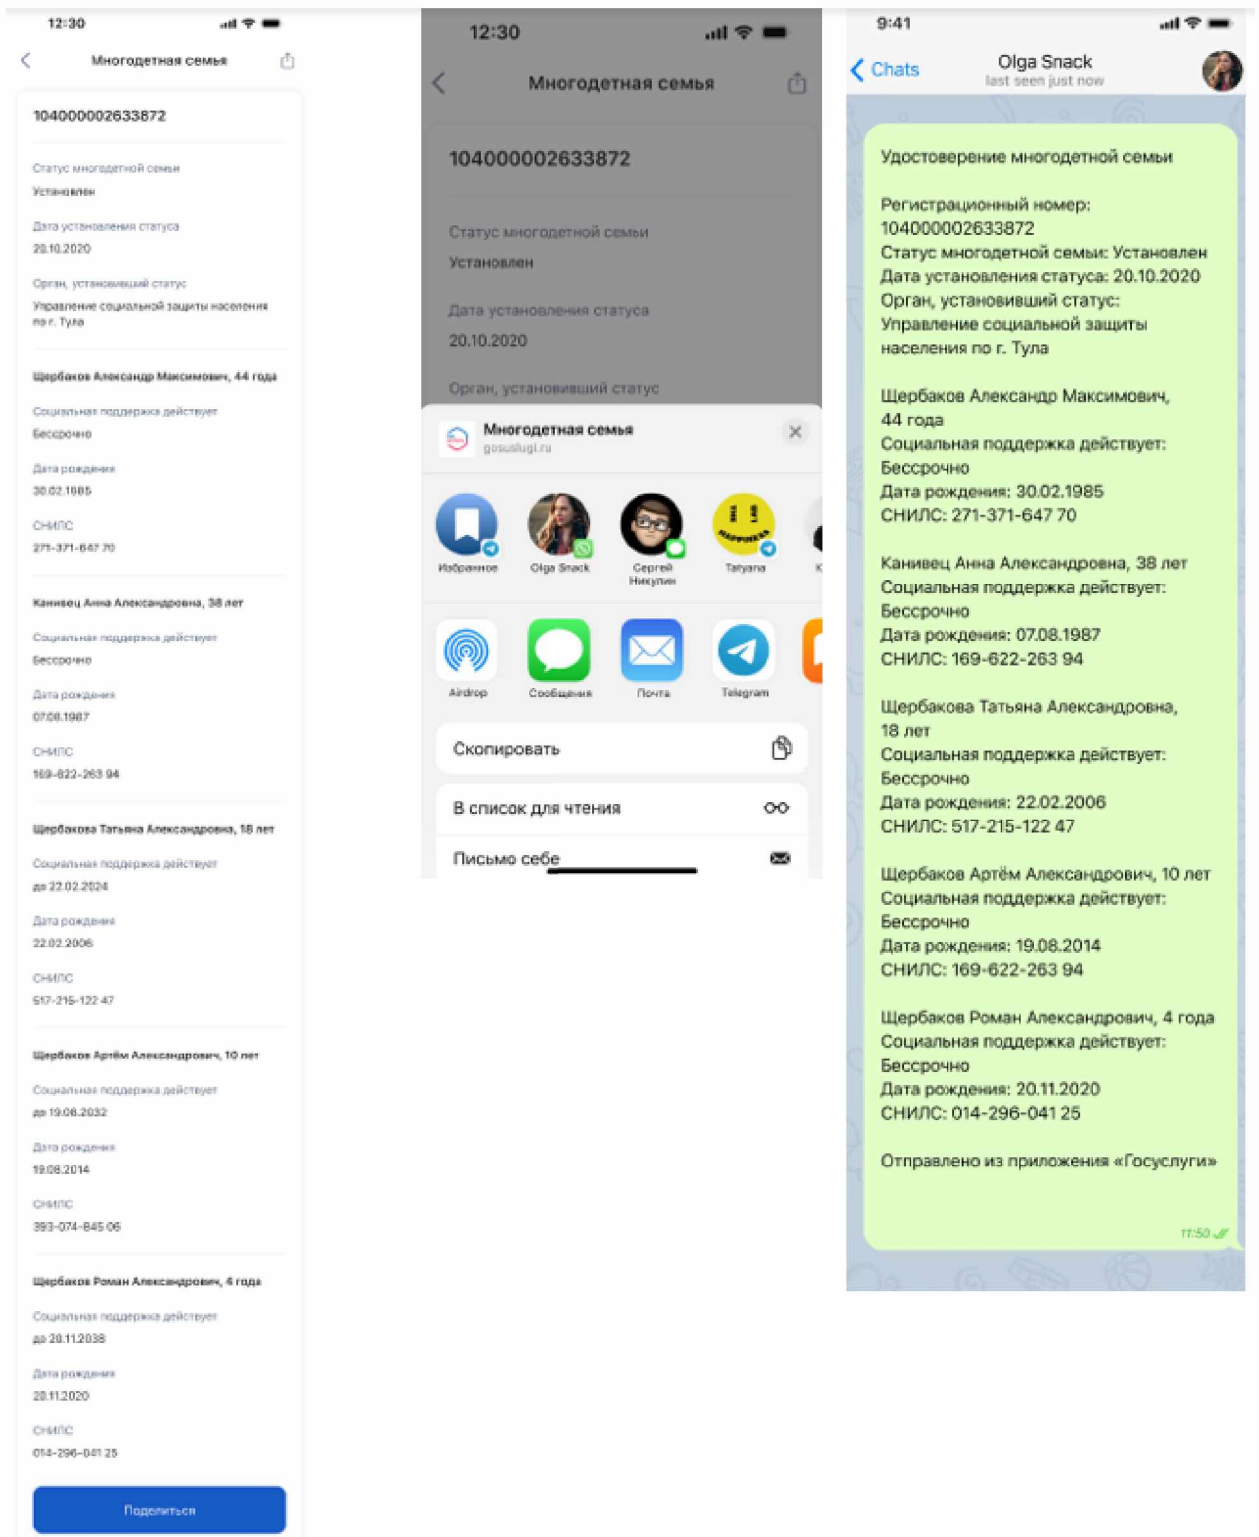 12:30
Многодетная семья
104000002633872
Статус многодетной семьи
Установлен
Дата установления статуса
20.10.2020
Орган, установивший статус
Управление социальной защиты населения
по г. Тула
Щербаков Александр Максимович, 44 года
Социальная поддержка действует
Бессрочно
Дата рождения
30.02.1985
СНИЛС
271-371-647 70
Канивец Анна Александровна, 38 лет
Социальная поддержка действует
Бессрочно
Дата рождения
07.08.1987
СНИЛС
169-622-263 94
Щербакова Татьяна Александровна, 18 лет
Социальная поддержка действует
до 22.02.2024
Дата рождения
22.02.2006
СНИЛС
517-215-122 47
Щербаков Артём Александрович, 10 лет
Социальная поддержка действует
до 19.08.2032
Дата рождения
19.08.2014
СНИЛС
393-074-845 06
Щербаков Роман Александрович, 4 года
Социальная поддержка действует
до 20.11.2038
Дата рождения
20.11.2020
СНИЛС
014-296-041 25
Поделиться
12:30
Многодетная семья
104000002633872
Статус многодетной семьи
Установлен
Дата установления статуса
20.10.2020
Орган, установивший статус
Многодетная семья
gosuslugi.ru
Избранное
Olga Snack
Сергей
Никулин
Tatyana
HAPPINESS
Airdrop
Сообщения
Почта
Telegram
Скопировать
В список для чтения
Письмо себе
9:41
Chats
Olga Snack
last seen just now
Удостоверение многодетной семьи
Регистрационный номер:
104000002633872
Статус многодетной семьи: Установлен
Дата установления статуса: 20.10.2020
Орган, установивший статус:
Управление социальной защиты
населения по г. Тула
Щербаков Александр Максимович,
44 года
Социальная поддержка действует:
Бессрочно
Дата рождения: 30.02.1985
СНИЛС: 271-371-647 70
Канивец Анна Александровна, 38 лет
Социальная поддержка действует:
Бессрочно
Дата рождения: 07.08.1987
СНИЛС: 169-622-263 94
Щербакова Татьяна Александровна,
18 лет
Социальная поддержка действует:
Бессрочно
Дата рождения: 22.02.2006
СНИЛС: 517-215-122 47
Щербаков Артём Александрович, 10 лет
Социальная поддержка действует:
Бессрочно
Дата рождения: 19.08.2014
СНИЛС: 169-622-263 94
Щербаков Роман Александрович, 4 года
Социальная поддержка действует:
Бессрочно
Дата рождения: 20.11.2020
СНИЛС: 014-296-041 25
Отправлено из приложения «Госуслуги»
11:50